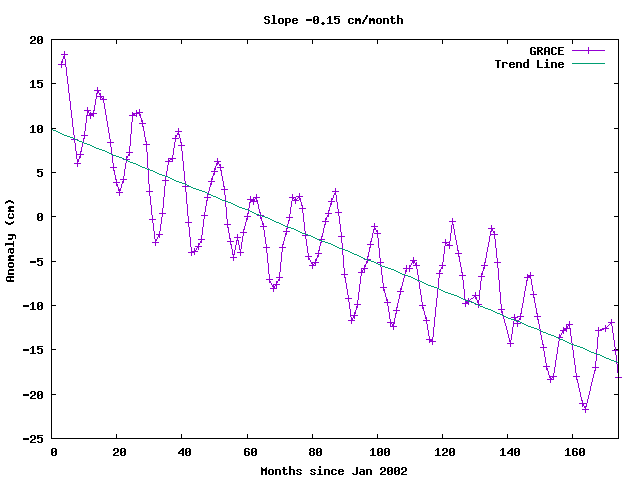 Slope -0.15 cm/month
GRACE
Trend Line
20
15
10
5
0
-5
-10
-15
-20
-25
Anomaly (cm)
0 20 40 60 80 100 120 140 160
Months since Jan 2002